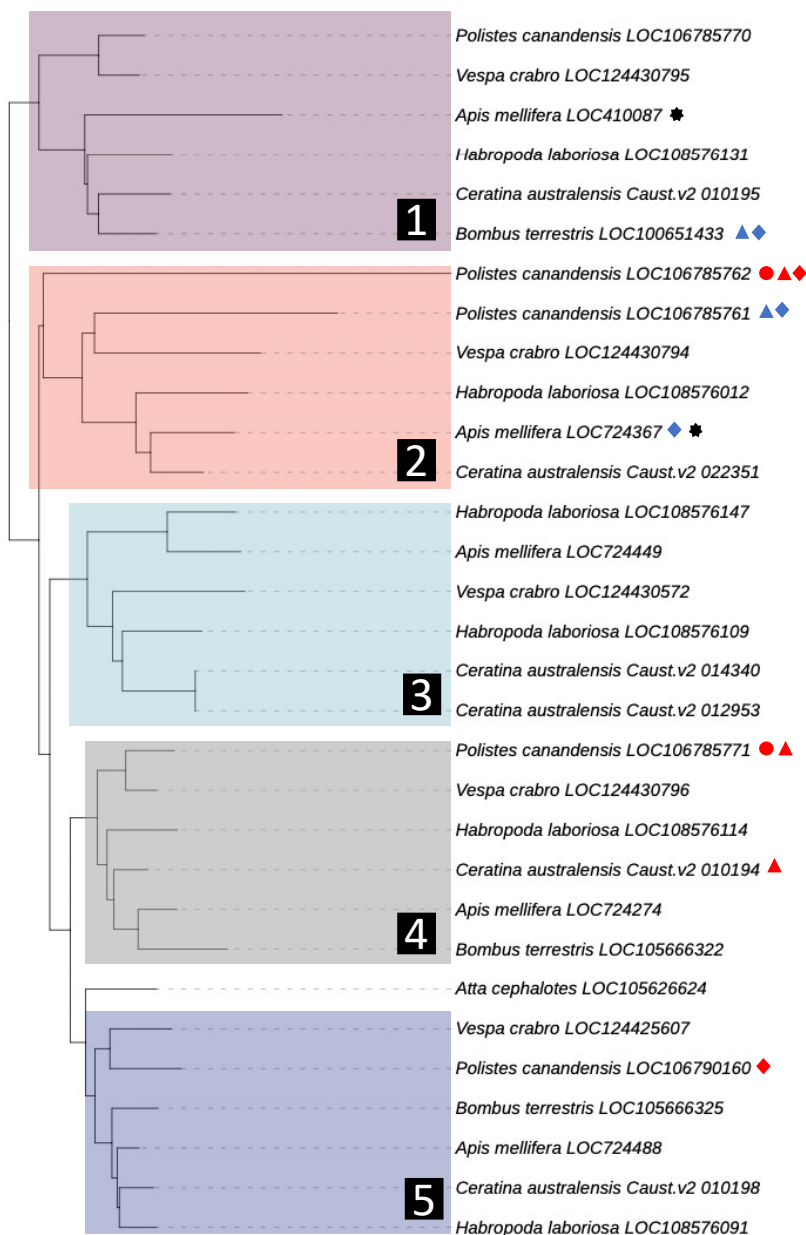 Polistes canandensis LOC106785770
Vespa crabro LOC124430795
Apis mellifera LOC410087
Habropoda laboriosa LOC108576131
Ceratina australensis Caust.v2 010195
1
Bombus terrestris LOC100651433
Polistes canandensis LOC106785762
Polistes canandensis LOC106785761
Vespa crabro LOC124430794
Habropoda laboriosa LOC108576012
Apis mellifera LOC724367
2
Ceratina australensis Caust.v2 022351
Habropoda laboriosa LOC108576147
Apis mellifera LOC724449
Vespa crabro LOC124430572
Habropoda laboriosa LOC108576109
Ceratina australensis Caust.v2 014340
3
Ceratina australensis Caust.v2 012953
Polistes canandensis LOC106785771
Vespa crabro LOC124430796
Habropoda laboriosa LOC108576114
Ceratina australensis Caust.v2 010194
Apis mellifera LOC724274
4
Bombus terrestris LOC105666322
Atta cephalotes LOC105626624
Vespa crabro LOC124425607
Polistes canandensis LOC106790160
Bombus terrestris LOC105666325
Apis mellifera LOC724488
Ceratina australensis Caust.v2 010198
5
Habropoda laboriosa LOC108576091